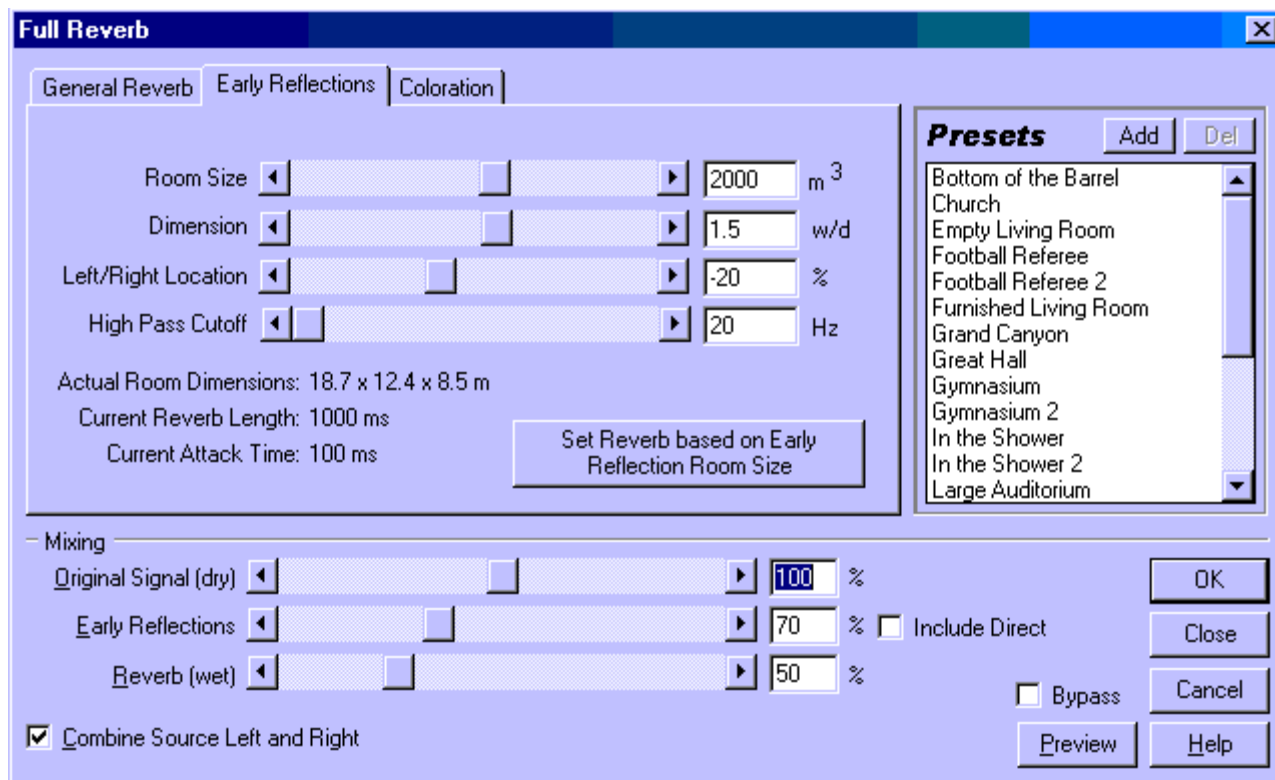 Full Reverb
General Reverb
Early Reflections
Coloration
Room Size 2000 m 3
Dimension 1.5 w/d
Left/Right Location -20 %
High Pass Cutoff 20 Hz
Actual Room Dimensions: 18.7 x 12.4 x 8.5 m
Current Reverb Length: 1000 ms
Current Attack Time: 100 ms
Set Reverb based on Early
Reflection Room Size
Presets
Add
Del
Bottom of the Barrel
Church
Empty Living Room
Football Referee
Football Referee 2
Furnished Living Room
Grand Canyon
Great Hall
Gymnasium
Gymnasium 2
In the Shower
In the Shower 2
Large Auditorium
Mixing
Original Signal (dry) 100 %
Early Reflections 70 % Include Direct
Reverb (wet) 50 %
Combine Source Left and Right
OK
Close
Bypass
Cancel
Preview
Help